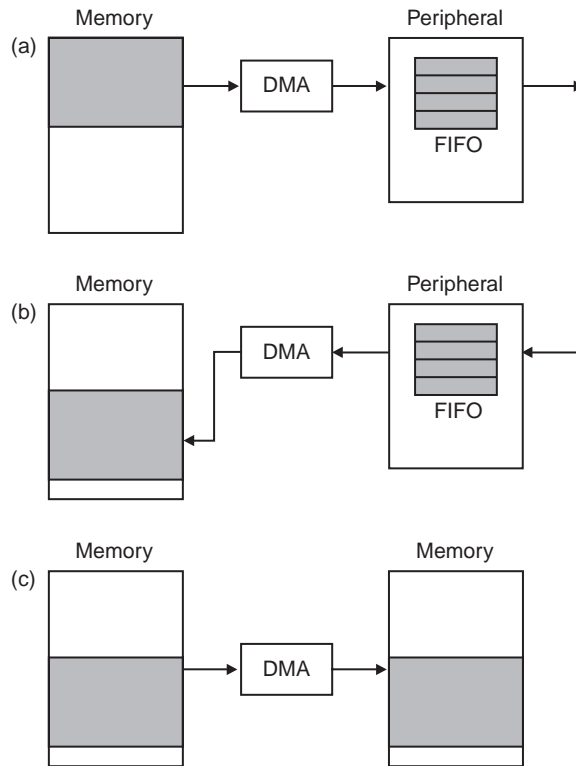 Memory Peripheral
(a)
DMA
FIFO
Memory Peripheral
(b)
DMA
FIFO
Memory Memory
(c)
DMA